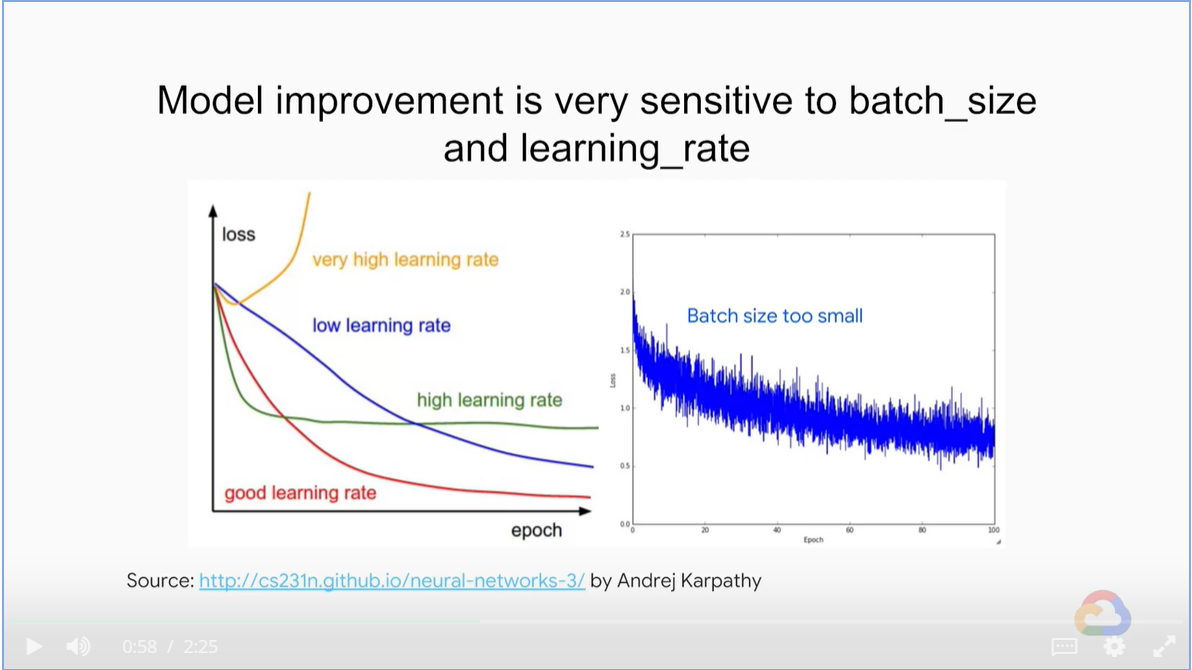 Model improvement is very sensitive to batch_size
and learning_rate
loss
very high learning rate
low learning rate
high learning rate
good learning rate
epoch
2.5
2.0
1.5
1.0
0.5
0.0
Loss
Batch size too small
0
20
40
60
80
100
Epoch
Source: http://cs231n.github.io/neural-networks-3/ by Andrej Karpathy
0:58 / 2:25